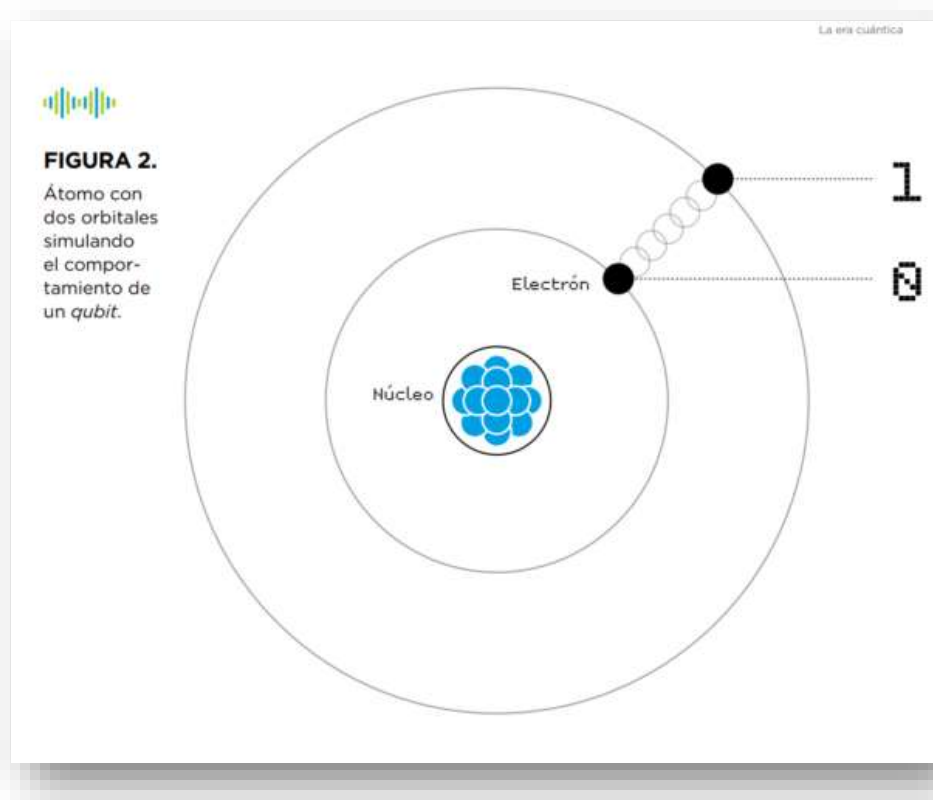 La era cuántica
FIGURA 2.
Átomo con
dos orbitales
simulando
el compor-
tamiento de
un qubit.
1
Electrón
0
Núcleo